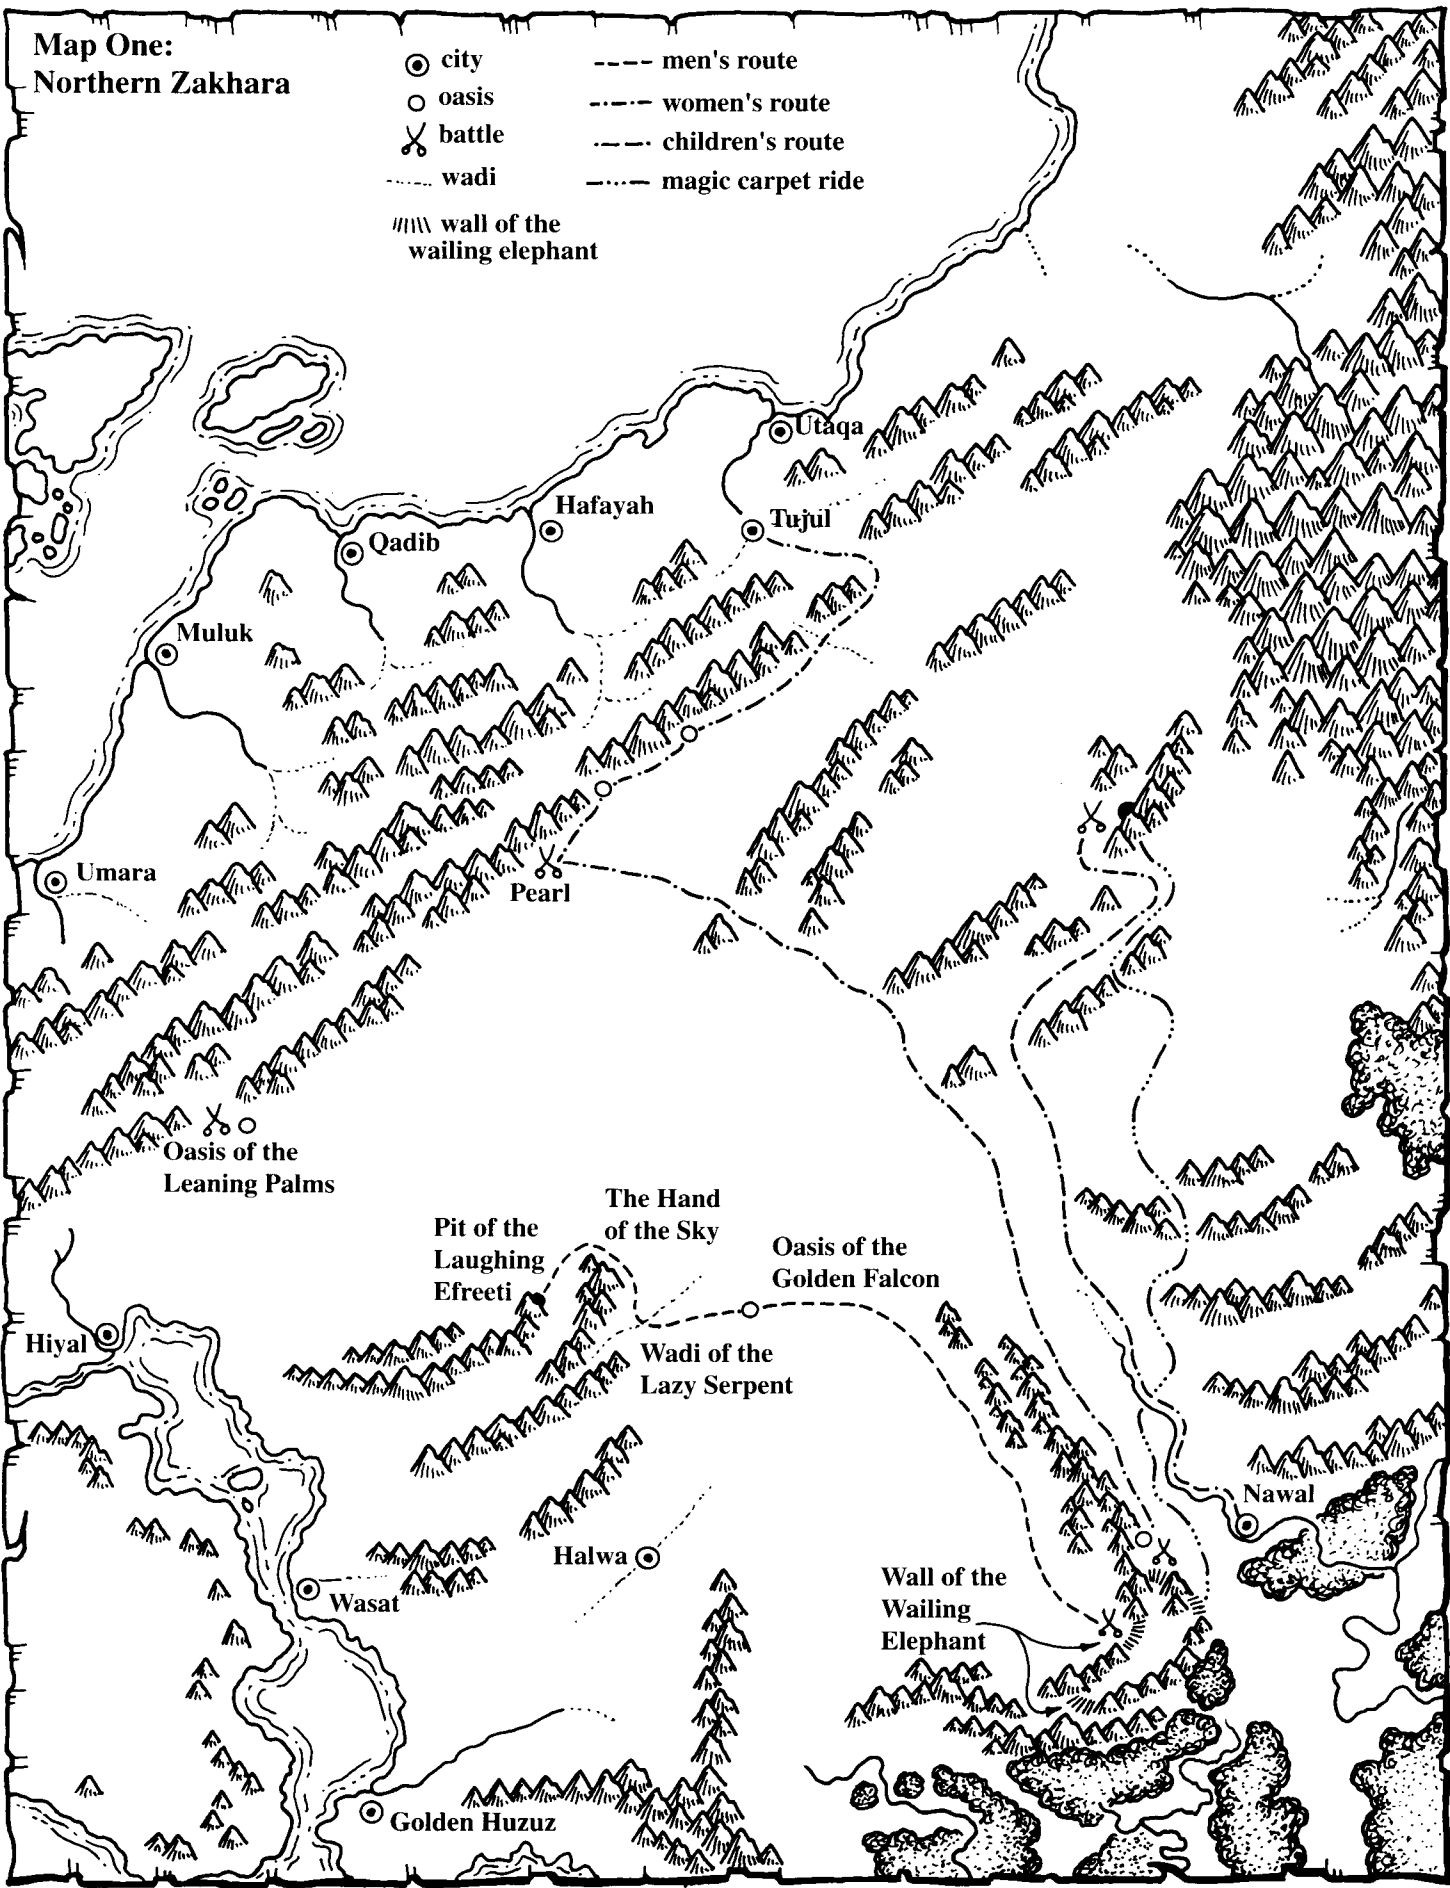 Map One:
Northern Zakhara
city
oasis
battle
wadi
wall of the
wailing elephant
men's route
women's route
children's route
magic carpet ride
Utaqa
Hafayah
Tujul
Qadib
Muluk
Umara
Pearl
Oasis of the
Leaning Palms
The Hand
of the Sky
Pit of the
Laughing
Efreeti
Oasis of the
Golden Falcon
Hiyal
Wadi of the
Lazy Serpent
Nawal
Halwa
Wasat
Wall of the
Wailing
Elephant
Golden Huzuz